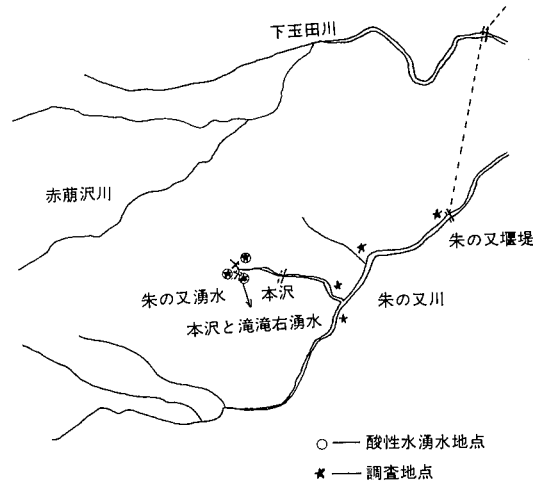 下玉田川
赤萠沢川
朱の又堰堤
朱の又湧水
本沢
朱の又川
本沢と滝滝右湧水
○ — 酸性水湧水地点
★ — 調査地点